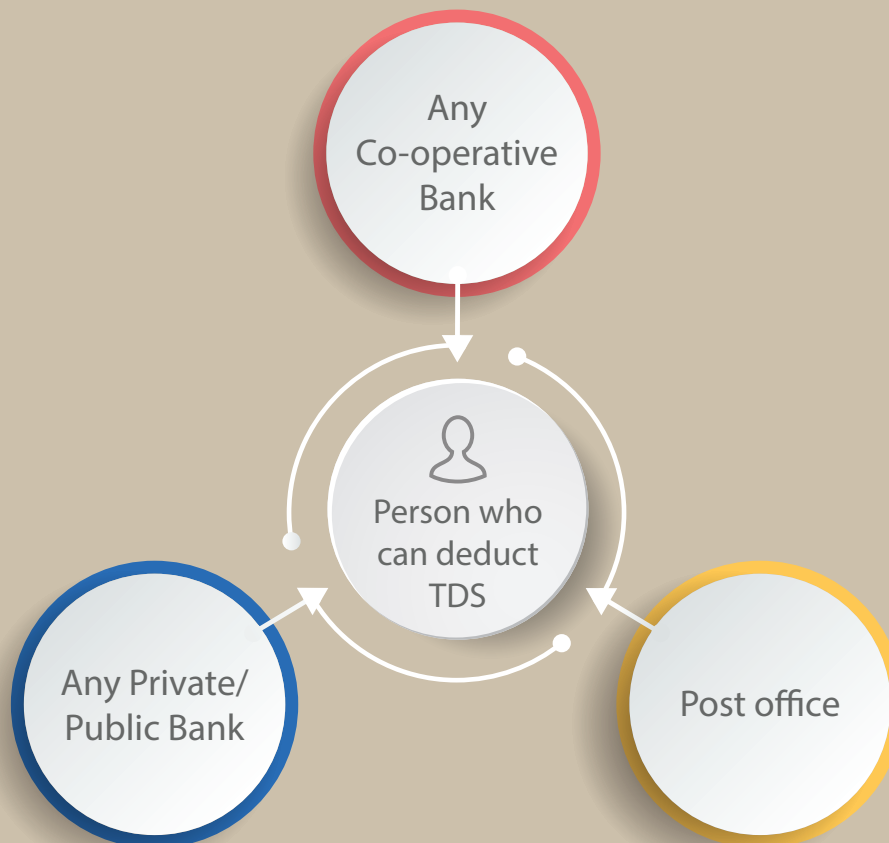 Any
Co-operative
Bank
Person who
can deduct
TDS
Any Private/
Public Bank
Post office